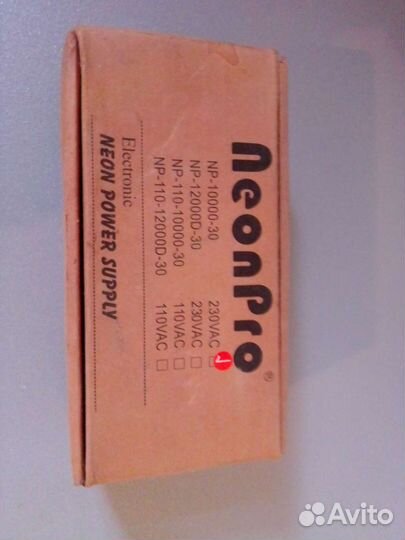 NeonPro®
NP-10000-30 230VAC
NP-12000D-30 230VAC
NP-110-10000-30 110VAC
NP-110-12000D-30 110VAC
Electronic
NEON POWER SUPPLY
Avito